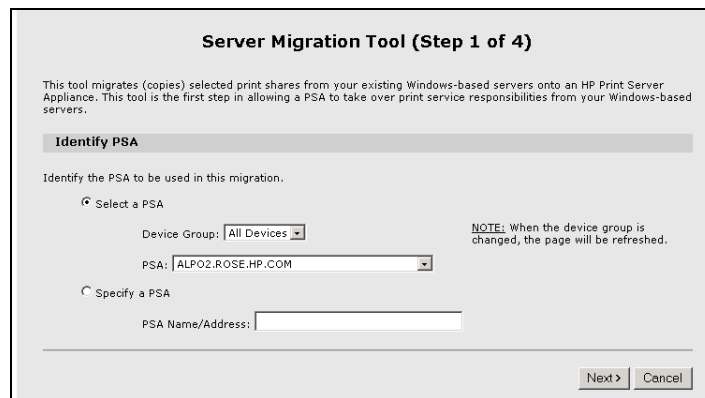 Server Migration Tool (Step 1 of 4)
This tool migrates (copies) selected print shares from your existing Windows-based servers onto an HP Print Server
Appliance. This tool is the first step in allowing a PSA to take over print service responsibilities from your Windows-based
servers.
Identify PSA
Identify the PSA to be used in this migration.
Select a PSA
Device Group: All Devices
NOTE: When the device group is
changed, the page will be refreshed.
PSA: ALPO2.ROSE.HP.COM
Specify a PSA
PSA Name/Address:
Next> Cancel